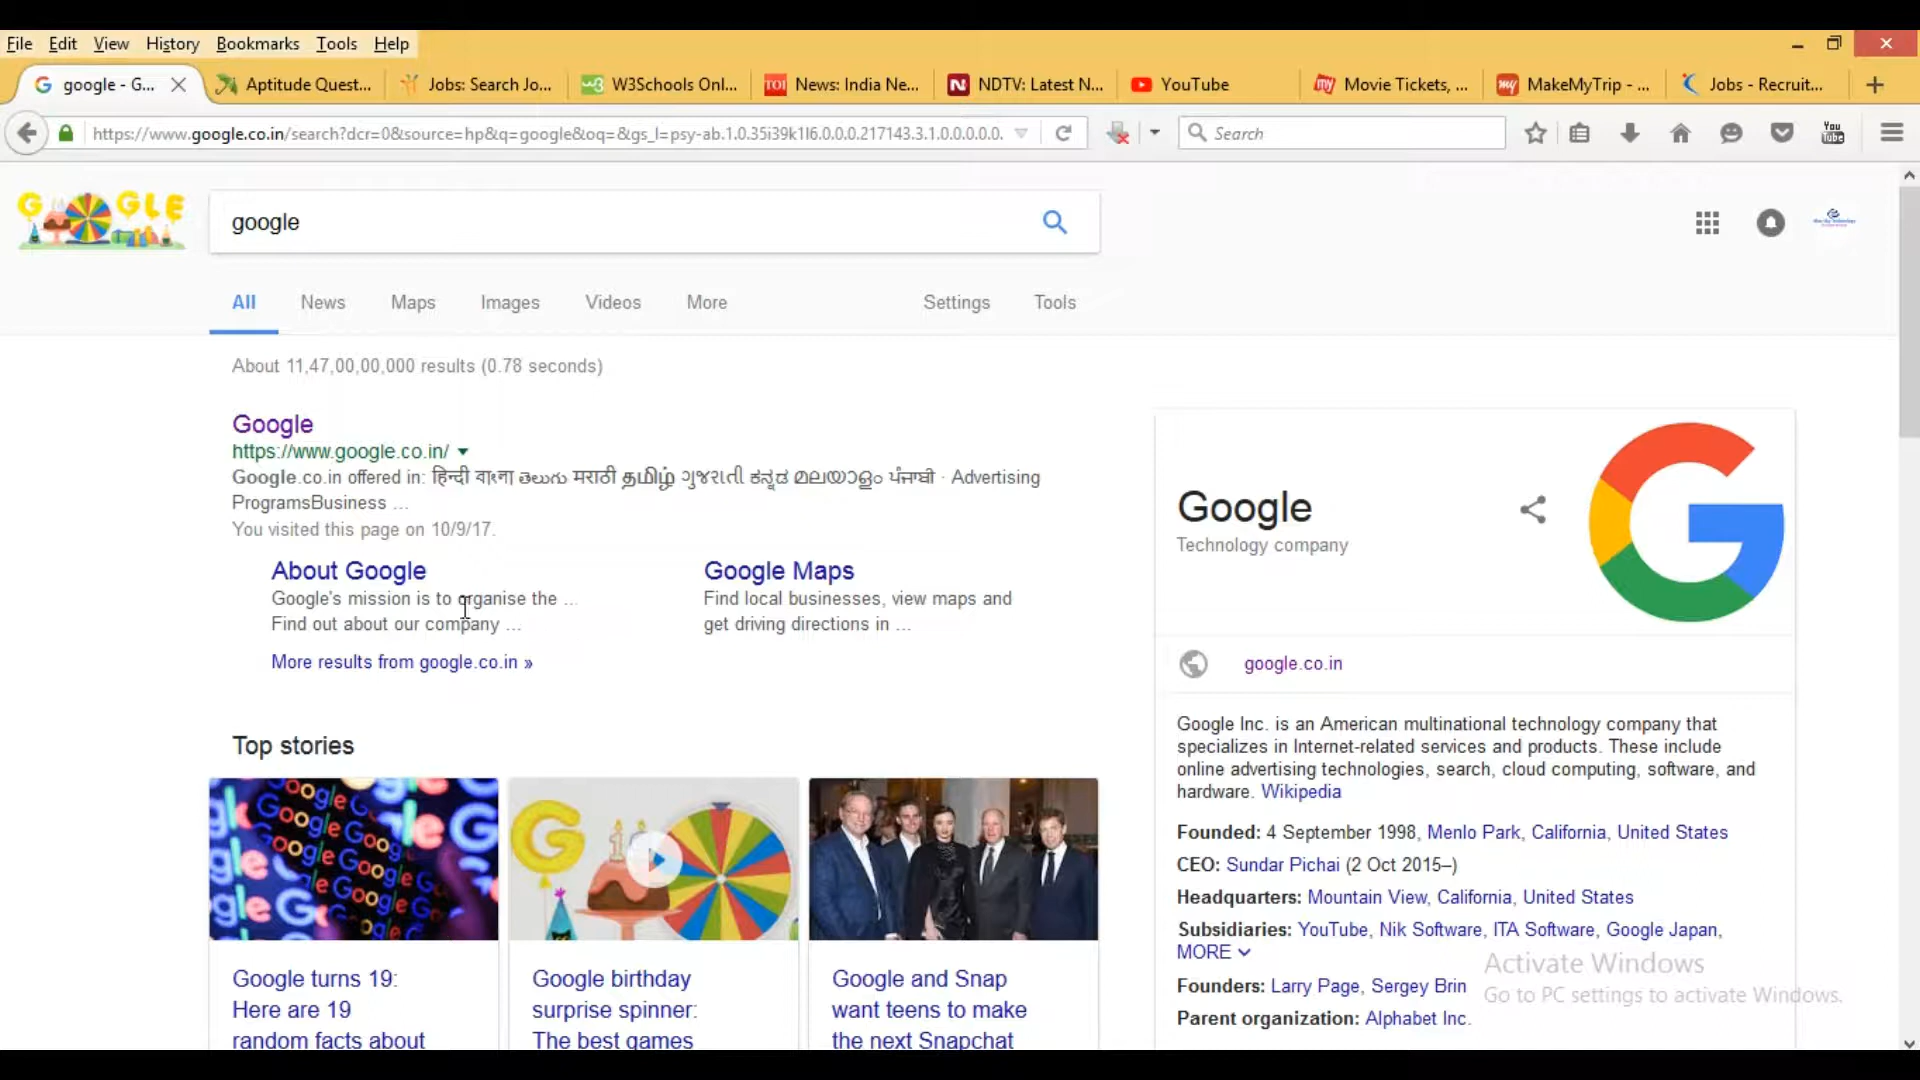 File Edit View History Bookmarks Tools Help
google - G... Aptitude Quest... Jobs: Search Jo... W3Schools Onl... News: India Ne... NDTV: Latest N... YouTube Movie Tickets, ... MakeMyTrip - ... Jobs - Recruit...
https://www.google.co.in/search?dcr=0&source=hp&q=google&oq=&gs_l=psy-ab.1.0.35i39k1l6.0.0.0.217143.3.1.0.0.0.0.0. Search
GOOGLE google
All News Maps Images Videos More Settings Tools
About 11,47,00,00,000 results (0.78 seconds)
Google
https://www.google.co.in/
Google.co.in offered in: हिन्दी বাংলা తెలుగు मराठी தமிழ் ગુજરાતી ಕನ್ನಡ മലയാളം ਪੰਜਾਬੀ · Advertising
ProgramsBusiness ...
You visited this page on 10/9/17.
About Google
Google's mission is to organise the ...
Find out about our company ...
Google Maps
Find local businesses, view maps and
get driving directions in ...
More results from google.co.in »
Top stories
Google turns 19:
Here are 19
random facts about
Google birthday
surprise spinner:
The best games
Google and Snap
want teens to make
the next Snapchat
Google
Technology company
google.co.in
Google Inc. is an American multinational technology company that
specializes in Internet-related services and products. These include
online advertising technologies, search, cloud computing, software, and
hardware. Wikipedia
Founded: 4 September 1998, Menlo Park, California, United States
CEO: Sundar Pichai (2 Oct 2015–)
Headquarters: Mountain View, California, United States
Subsidiaries: YouTube, Nik Software, ITA Software, Google Japan,
MORE
Founders: Larry Page, Sergey Brin
Parent organization: Alphabet Inc.
Activate Windows
Go to PC settings to activate Windows.